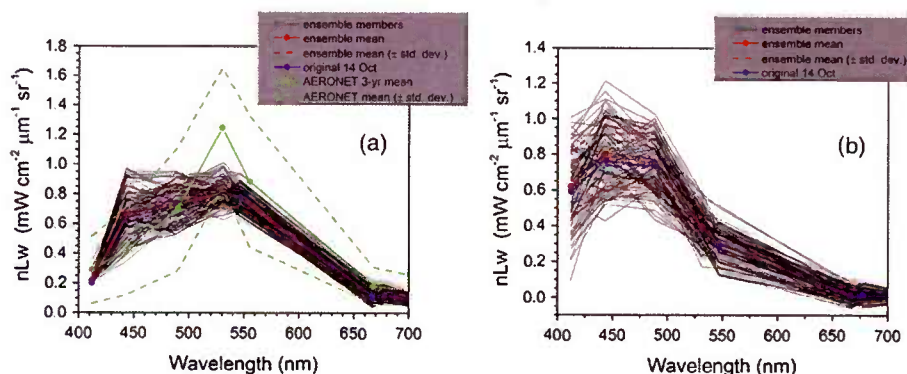 ensemble members
ensemble mean
ensemble mean (± std. dev.)
original 14 Oct
AERONET 3-yr mean
AERONET mean (± std. dev.)
(a)
nLw (mW cm⁻² µm⁻¹ sr⁻¹)
1.8
1.6
1.4
1.2
1.0
0.8
0.6
0.4
0.2
0.0
400 450 500 550 600 650 700
Wavelength (nm)
ensemble members
ensemble mean
ensemble mean (± std. dev.)
original 14 Oct
(b)
nLw (mW cm⁻² µm⁻¹ sr⁻¹)
1.4
1.2
1.0
0.8
0.6
0.4
0.2
0.0
400 450 500 550 600 650 700
Wavelength (nm)